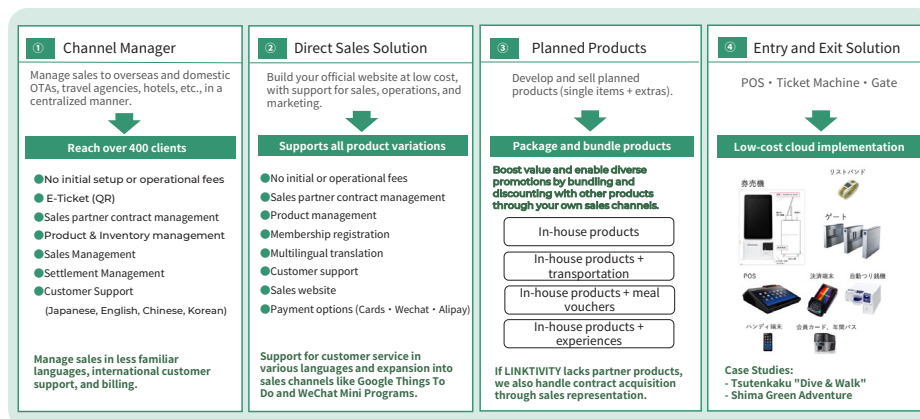 ① Channel Manager
Manage sales to overseas and domestic
OTAs, travel agencies, hotels, etc., in a
centralized manner.
Reach over 400 clients
●No initial setup or operational fees
●E-Ticket (QR)
●Sales partner contract management
●Product & Inventory management
●Sales Management
●Settlement Management
●Customer Support
(Japanese, English, Chinese, Korean)
Manage sales in less familiar
languages, international customer
support, and billing.
② Direct Sales Solution
Build your official website at low cost,
with support for sales, operations, and
marketing.
Supports all product variations
●No initial or operational fees
●Sales partner contract management
●Product management
●Membership registration
●Multilingual translation
●Customer support
●Sales website
●Payment options (Cards・Wechat・Alipay)
Support for customer service in
various languages and expansion into
sales channels like Google Things To
Do and WeChat Mini Programs.
③ Planned Products
Develop and sell planned
products (single items + extras).
Package and bundle products
Boost value and enable diverse
promotions by bundling and
discounting with other products
through your own sales channels.
In-house products
In-house products +
transportation
In-house products + meal
vouchers
In-house products +
experiences
If LINKTIVITY lacks partner products,
we also handle contract acquisition
through sales representation.
④ Entry and Exit Solution
POS・Ticket Machine・Gate
Low-cost cloud implementation
リストバンド
券売機
ゲート
POS
決済端末
自動つり銭機
ハンディ端末
会員カード、年間パス
Case Studies:
- Tsutenkaku "Dive & Walk"
- Shima Green Adventure